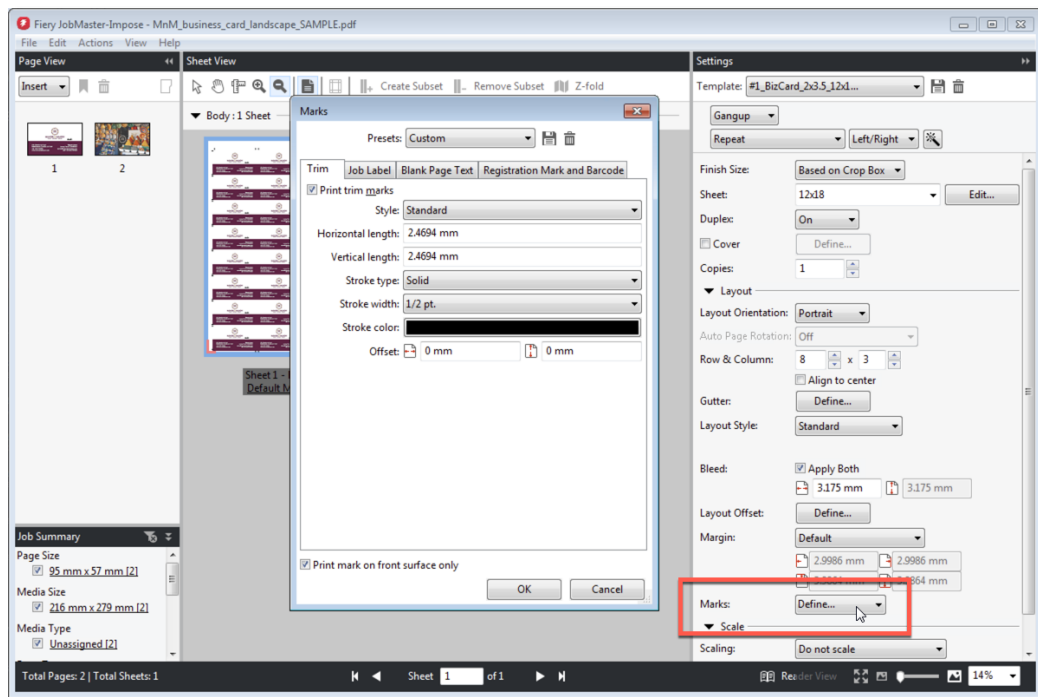 Fiery JobMaster-Impose - MnM_business_card_landscape_SAMPLE.pdf
File Edit Actions View Help
Page View
Insert
1 2
Sheet View
Create Subset Remove Subset Z-fold
Body : 1 Sheet
Sheet 1 -
Default M
Marks
Presets: Custom
Trim Job Label Blank Page Text Registration Mark and Barcode
Print trim marks
Style: Standard
Horizontal length: 2.4694 mm
Vertical length: 2.4694 mm
Stroke type: Solid
Stroke width: 1/2 pt.
Stroke color:
Offset: 0 mm 0 mm
Print mark on front surface only
OK Cancel
Settings
Template: #1_BizCard_2x3.5_12x1...
Gangup
Repeat Left/Right
Finish Size: Based on Crop Box
Sheet: 12x18 Edit...
Duplex: On
Cover Define...
Copies: 1
Layout
Layout Orientation: Portrait
Auto Page Rotation: Off
Row & Column: 8 x 3
Align to center
Gutter: Define...
Layout Style: Standard
Bleed: Apply Both
3.175 mm 3.175 mm
Layout Offset: Define...
Margin: Default
2.9986 mm 2.9986 mm
Marks: Define...
Scale
Scaling: Do not scale
Job Summary
Page Size
95 mm x 57 mm [2]
Media Size
216 mm x 279 mm [2]
Media Type
Unassigned [2]
Total Pages: 2 | Total Sheets: 1
Sheet 1 of 1
Reader View
14%